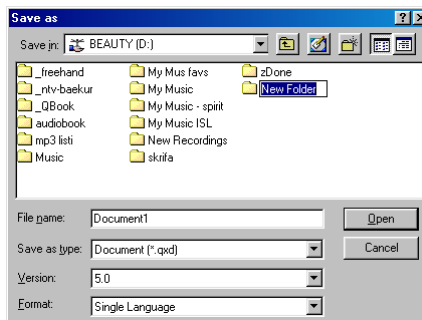 Save as
Save in: BEAUTY (D:)
_freehand
_ntv-baekur
_QBook
audiobook
mp3 listi
Music
My Mus favs
My Music
My Music - spirit
My Music ISL
New Recordings
skrifa
zDone
New Folder
File name: Document1 Open
Save as type: Document (*.qxd) Cancel
Version: 5.0
Format: Single Language